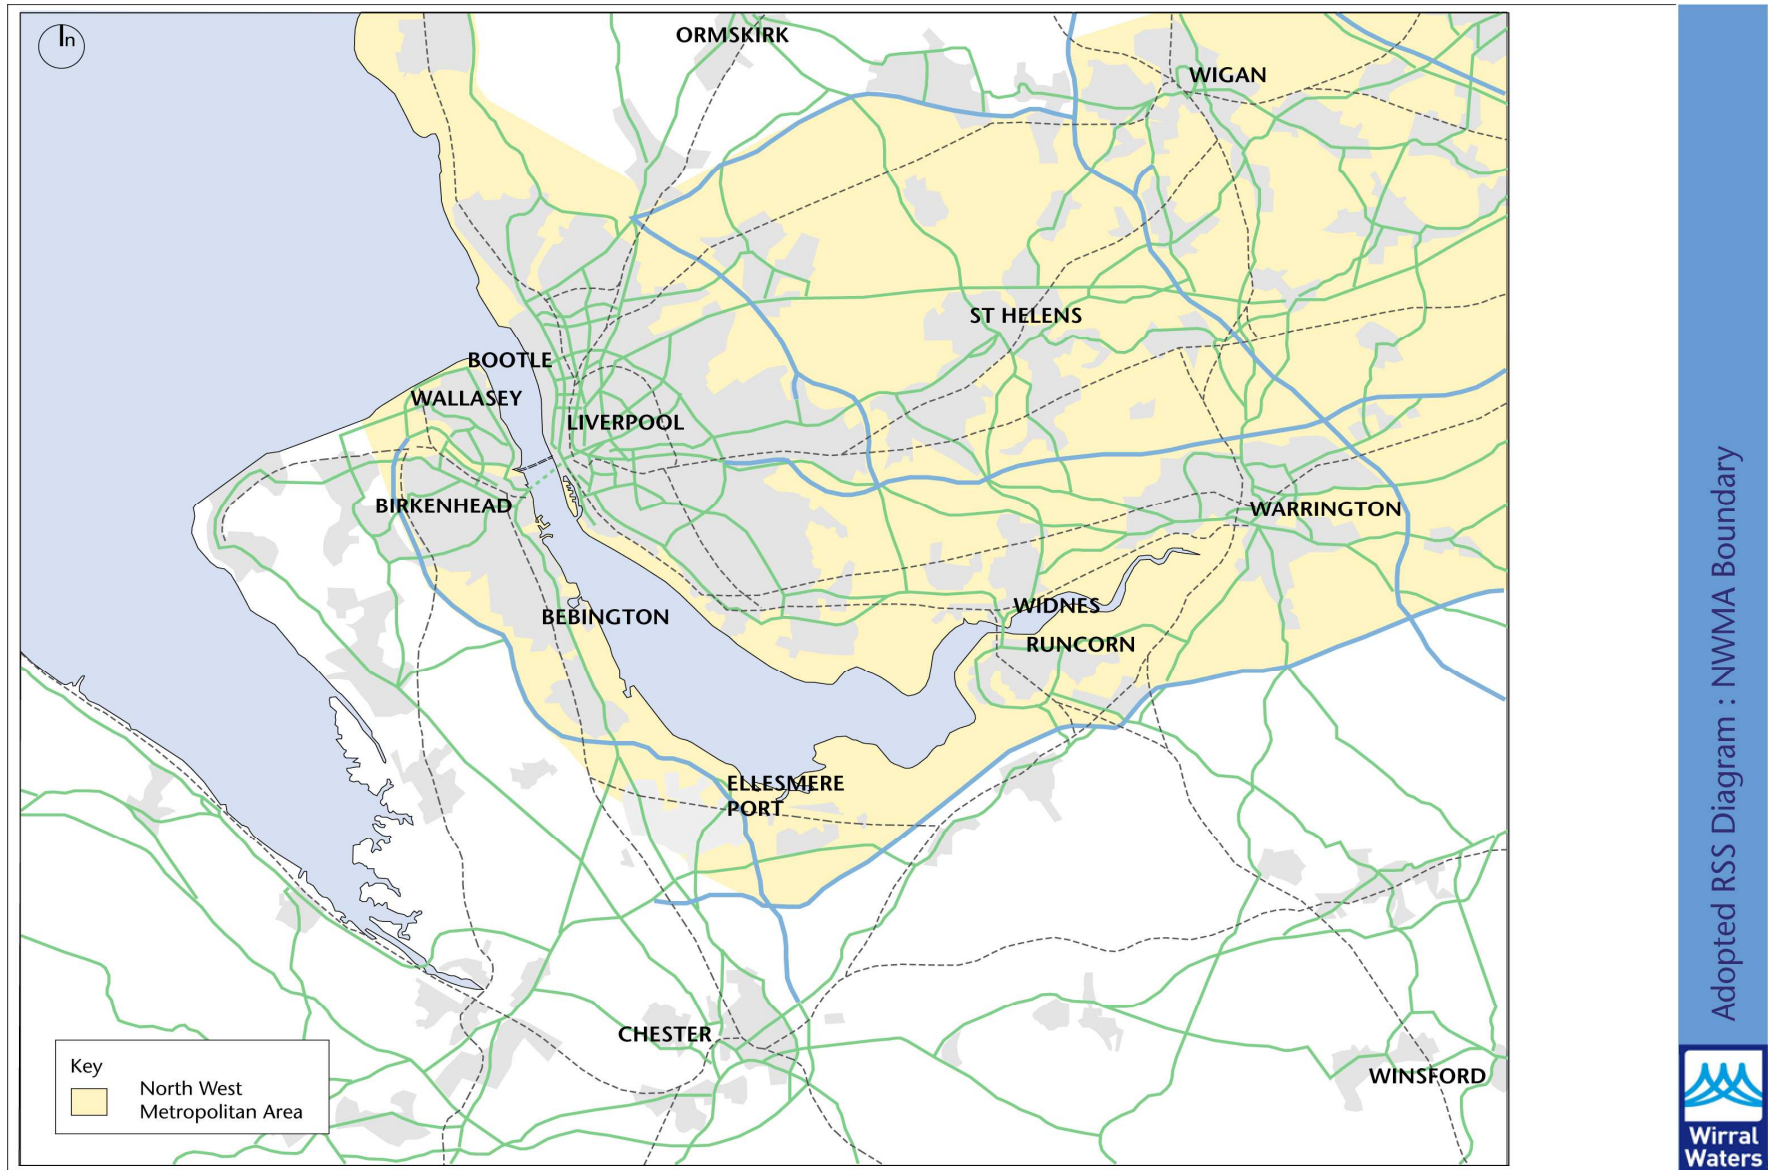 n
ORMSKIRK
WIGAN
ST HELENS
BOOTLE
WALLASEY
LIVERPOOL
BIRKENHEAD
WARRINGTON
BEBINGTON
WIDNES
RUNCORN
ELLESMERE
PORT
CHESTER
WINSFORD
Key
North West
Metropolitan Area
Adopted RSS Diagram : NWMA Boundary
Wirral
Waters